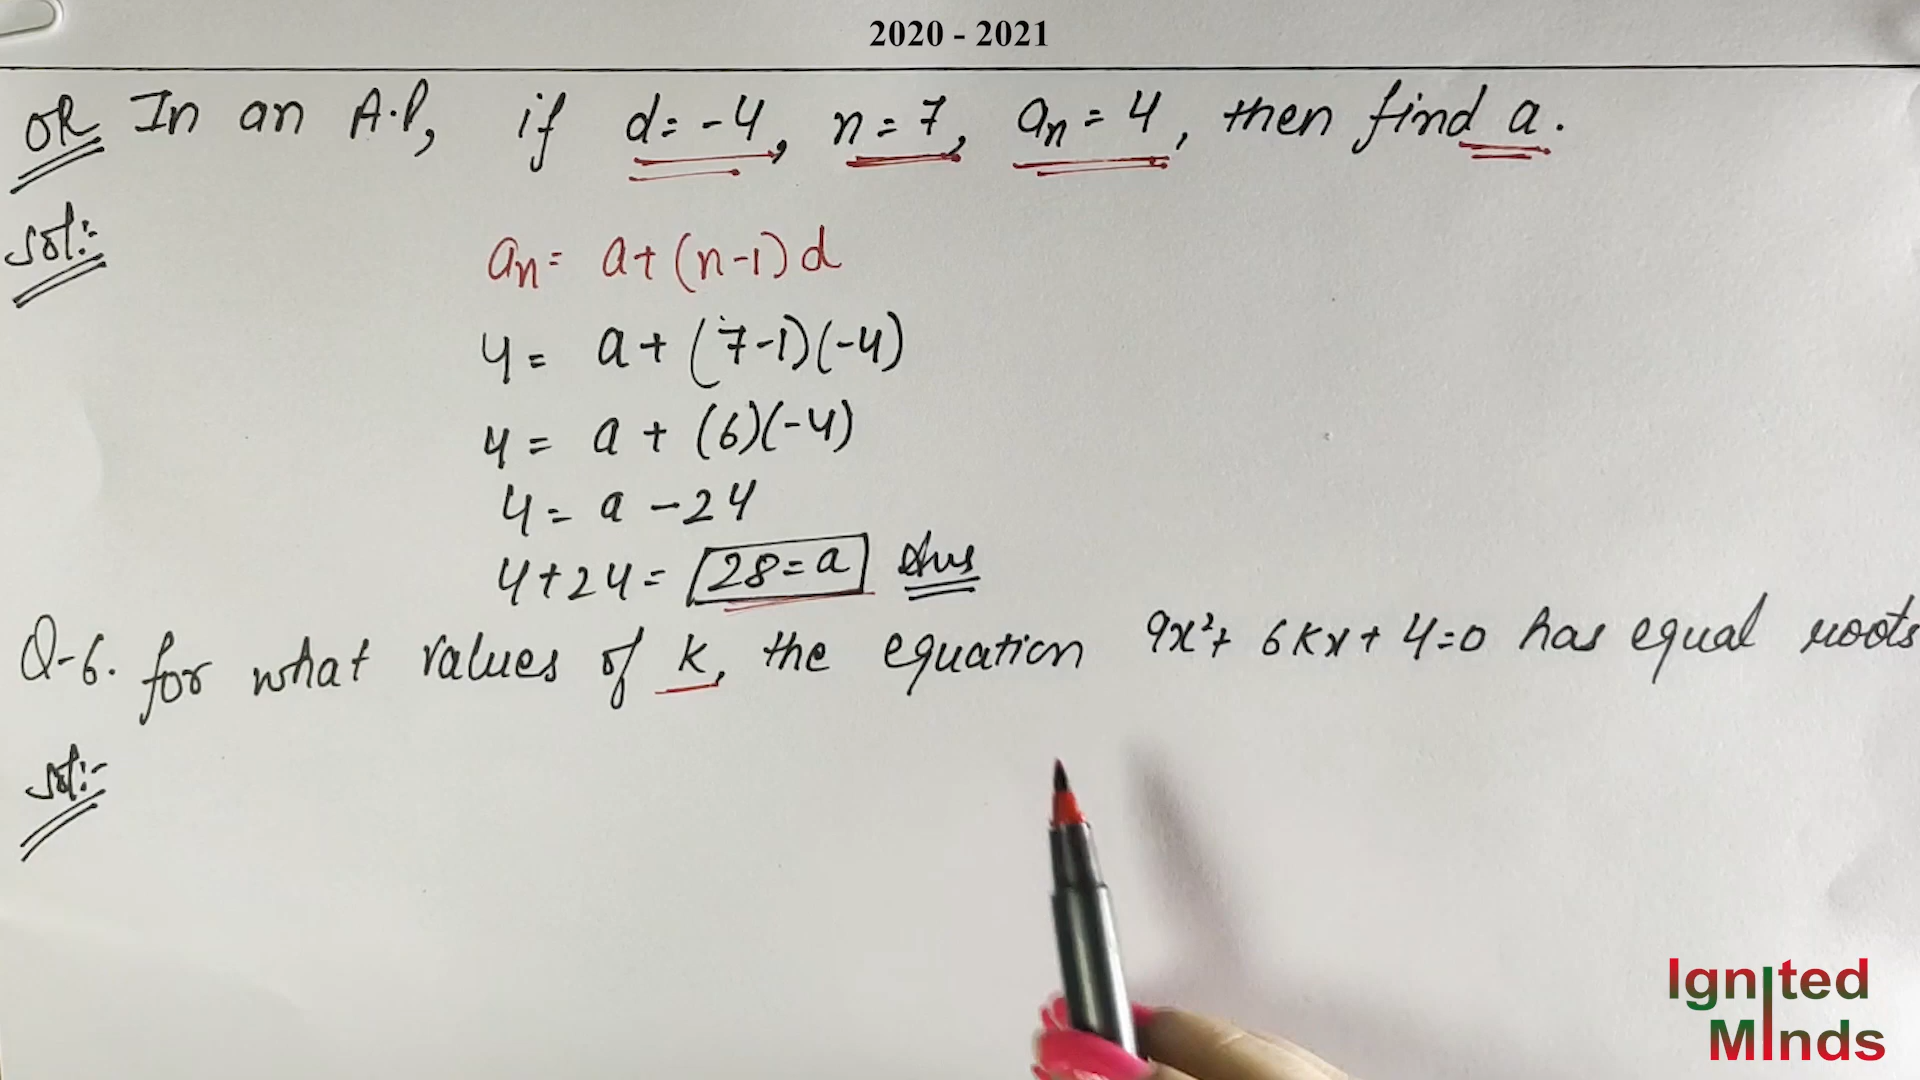 2020 - 2021
OR In an A.P, if d = -4, n = 7, an = 4, then find a.
Sol:-
an = a + (n-1)d
4 = a + (7-1)(-4)
4 = a + (6)(-4)
4 = a - 24
4+24 = 28 = a Ans
Q-6. for what values of k, the equation 9x²+ 6kx + 4=0 has equal roots
Sol:-
Ignited
Minds